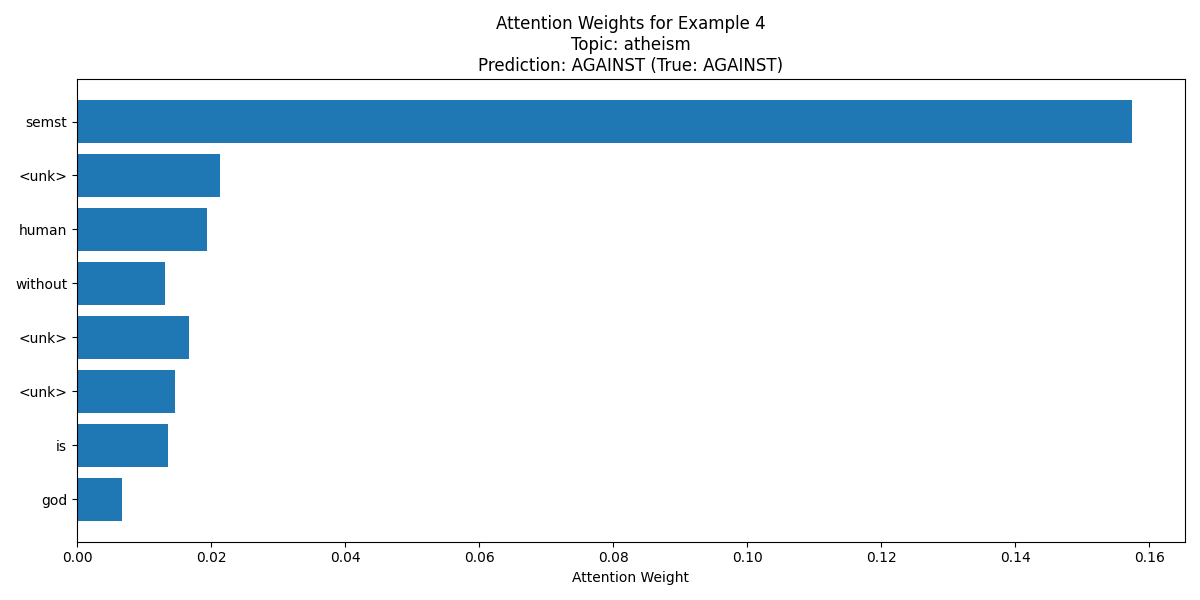 Attention Weights for Example 4
Topic: atheism
Prediction: AGAINST (True: AGAINST)
semst
<unk>
human
without
<unk>
<unk>
is
god
0.00 0.02 0.04 0.06 0.08 0.10 0.12 0.14 0.16
Attention Weight